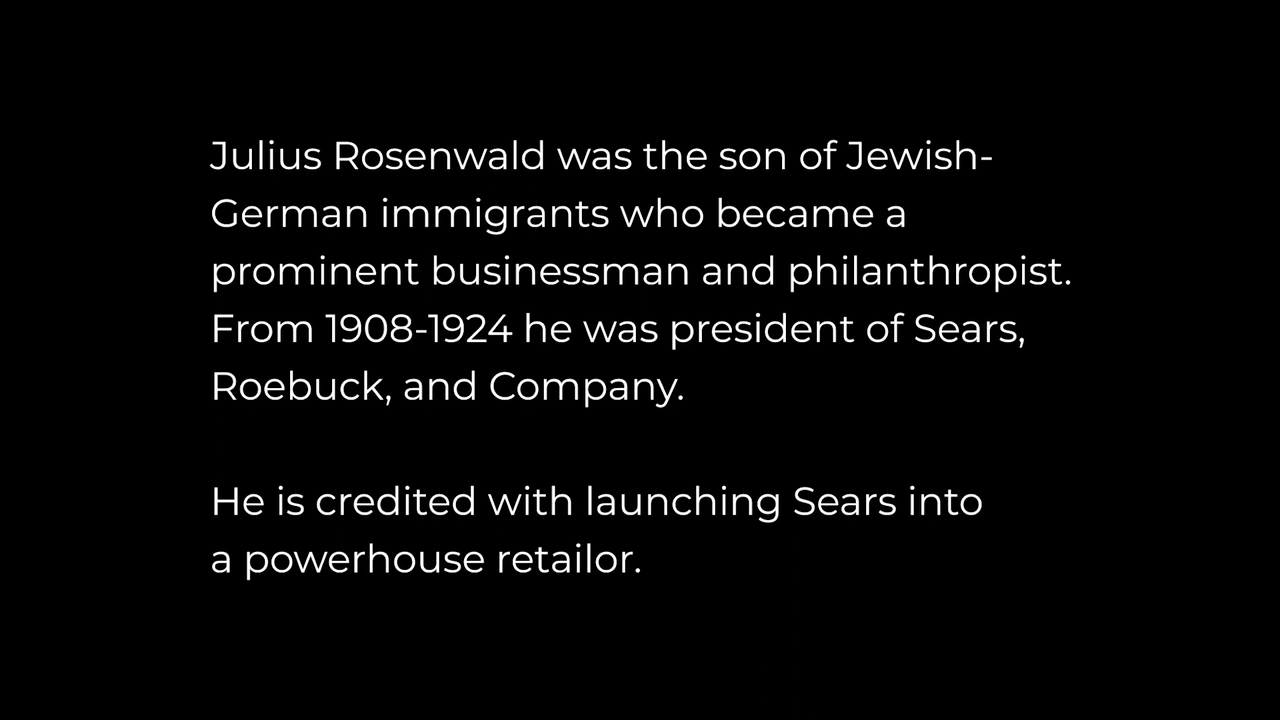 Julius Rosenwald was the son of Jewish-
German immigrants who became a
prominent businessman and philanthropist.
From 1908-1924 he was president of Sears,
Roebuck, and Company.
He is credited with launching Sears into
a powerhouse retailor.